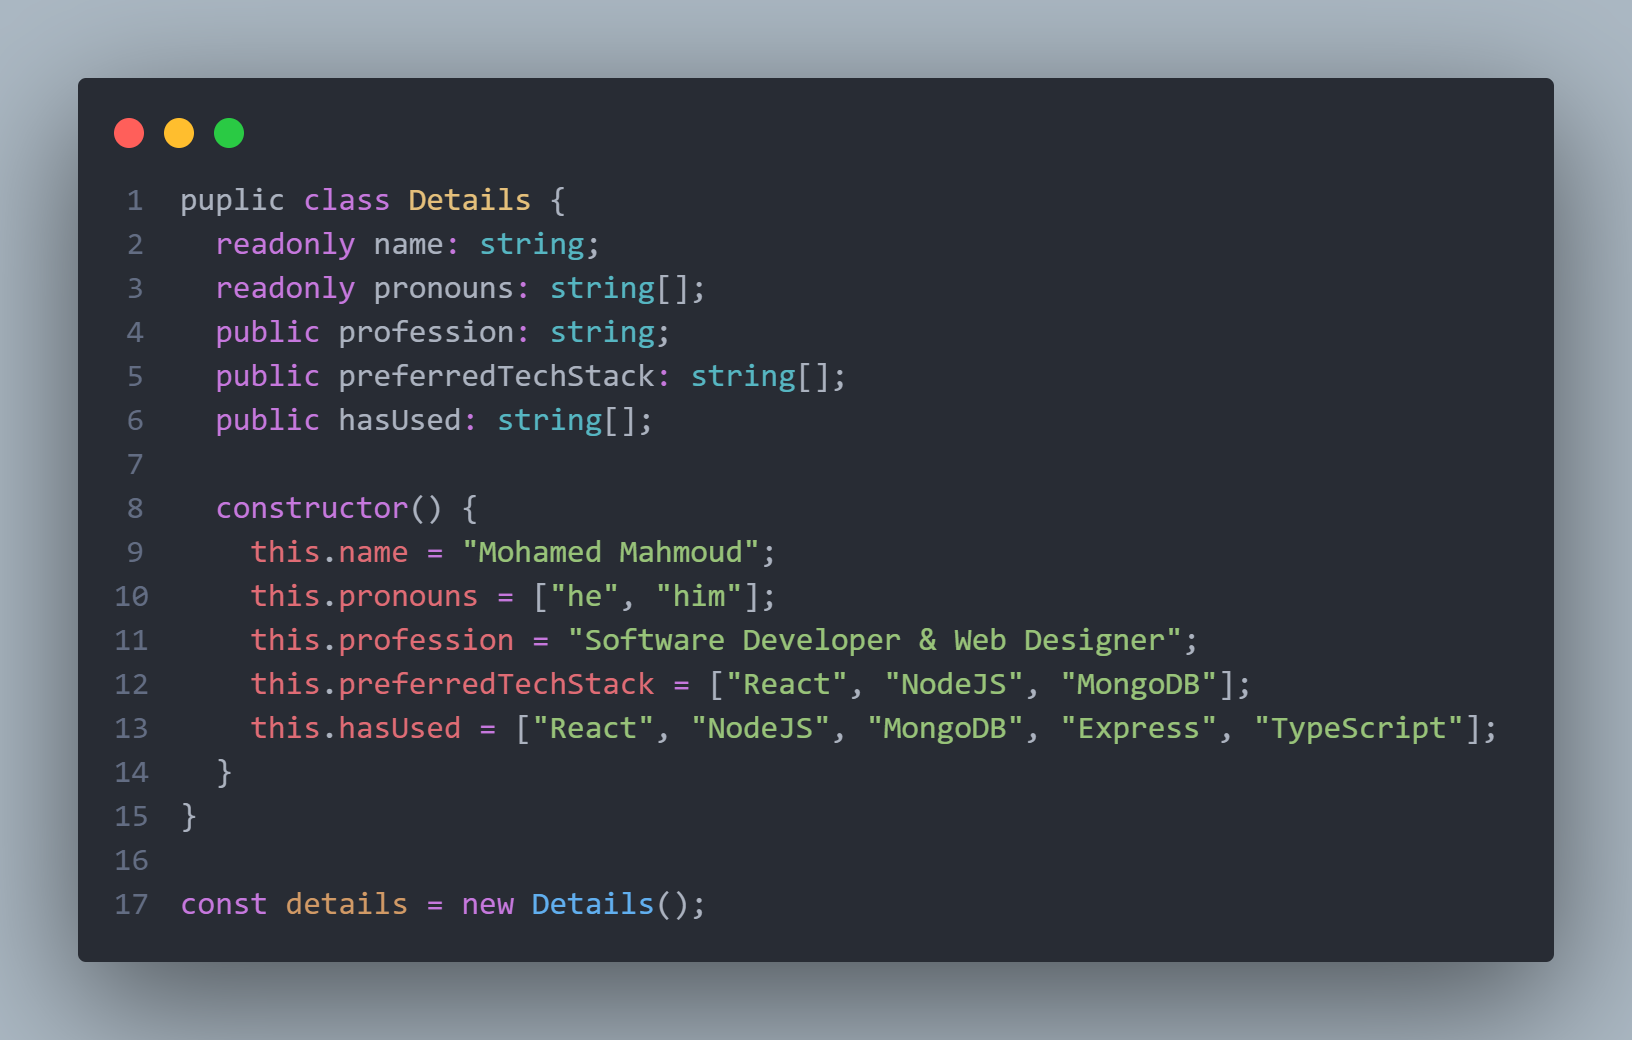 1 puplic class Details {
2   readonly name: string;
3   readonly pronouns: string[];
4   public profession: string;
5   public preferredTechStack: string[];
6   public hasUsed: string[];
7
8   constructor() {
9     this.name = "Mohamed Mahmoud";
10     this.pronouns = ["he", "him"];
11     this.profession = "Software Developer & Web Designer";
12     this.preferredTechStack = ["React", "NodeJS", "MongoDB"];
13     this.hasUsed = ["React", "NodeJS", "MongoDB", "Express", "TypeScript"];
14   }
15 }
16
17 const details = new Details();